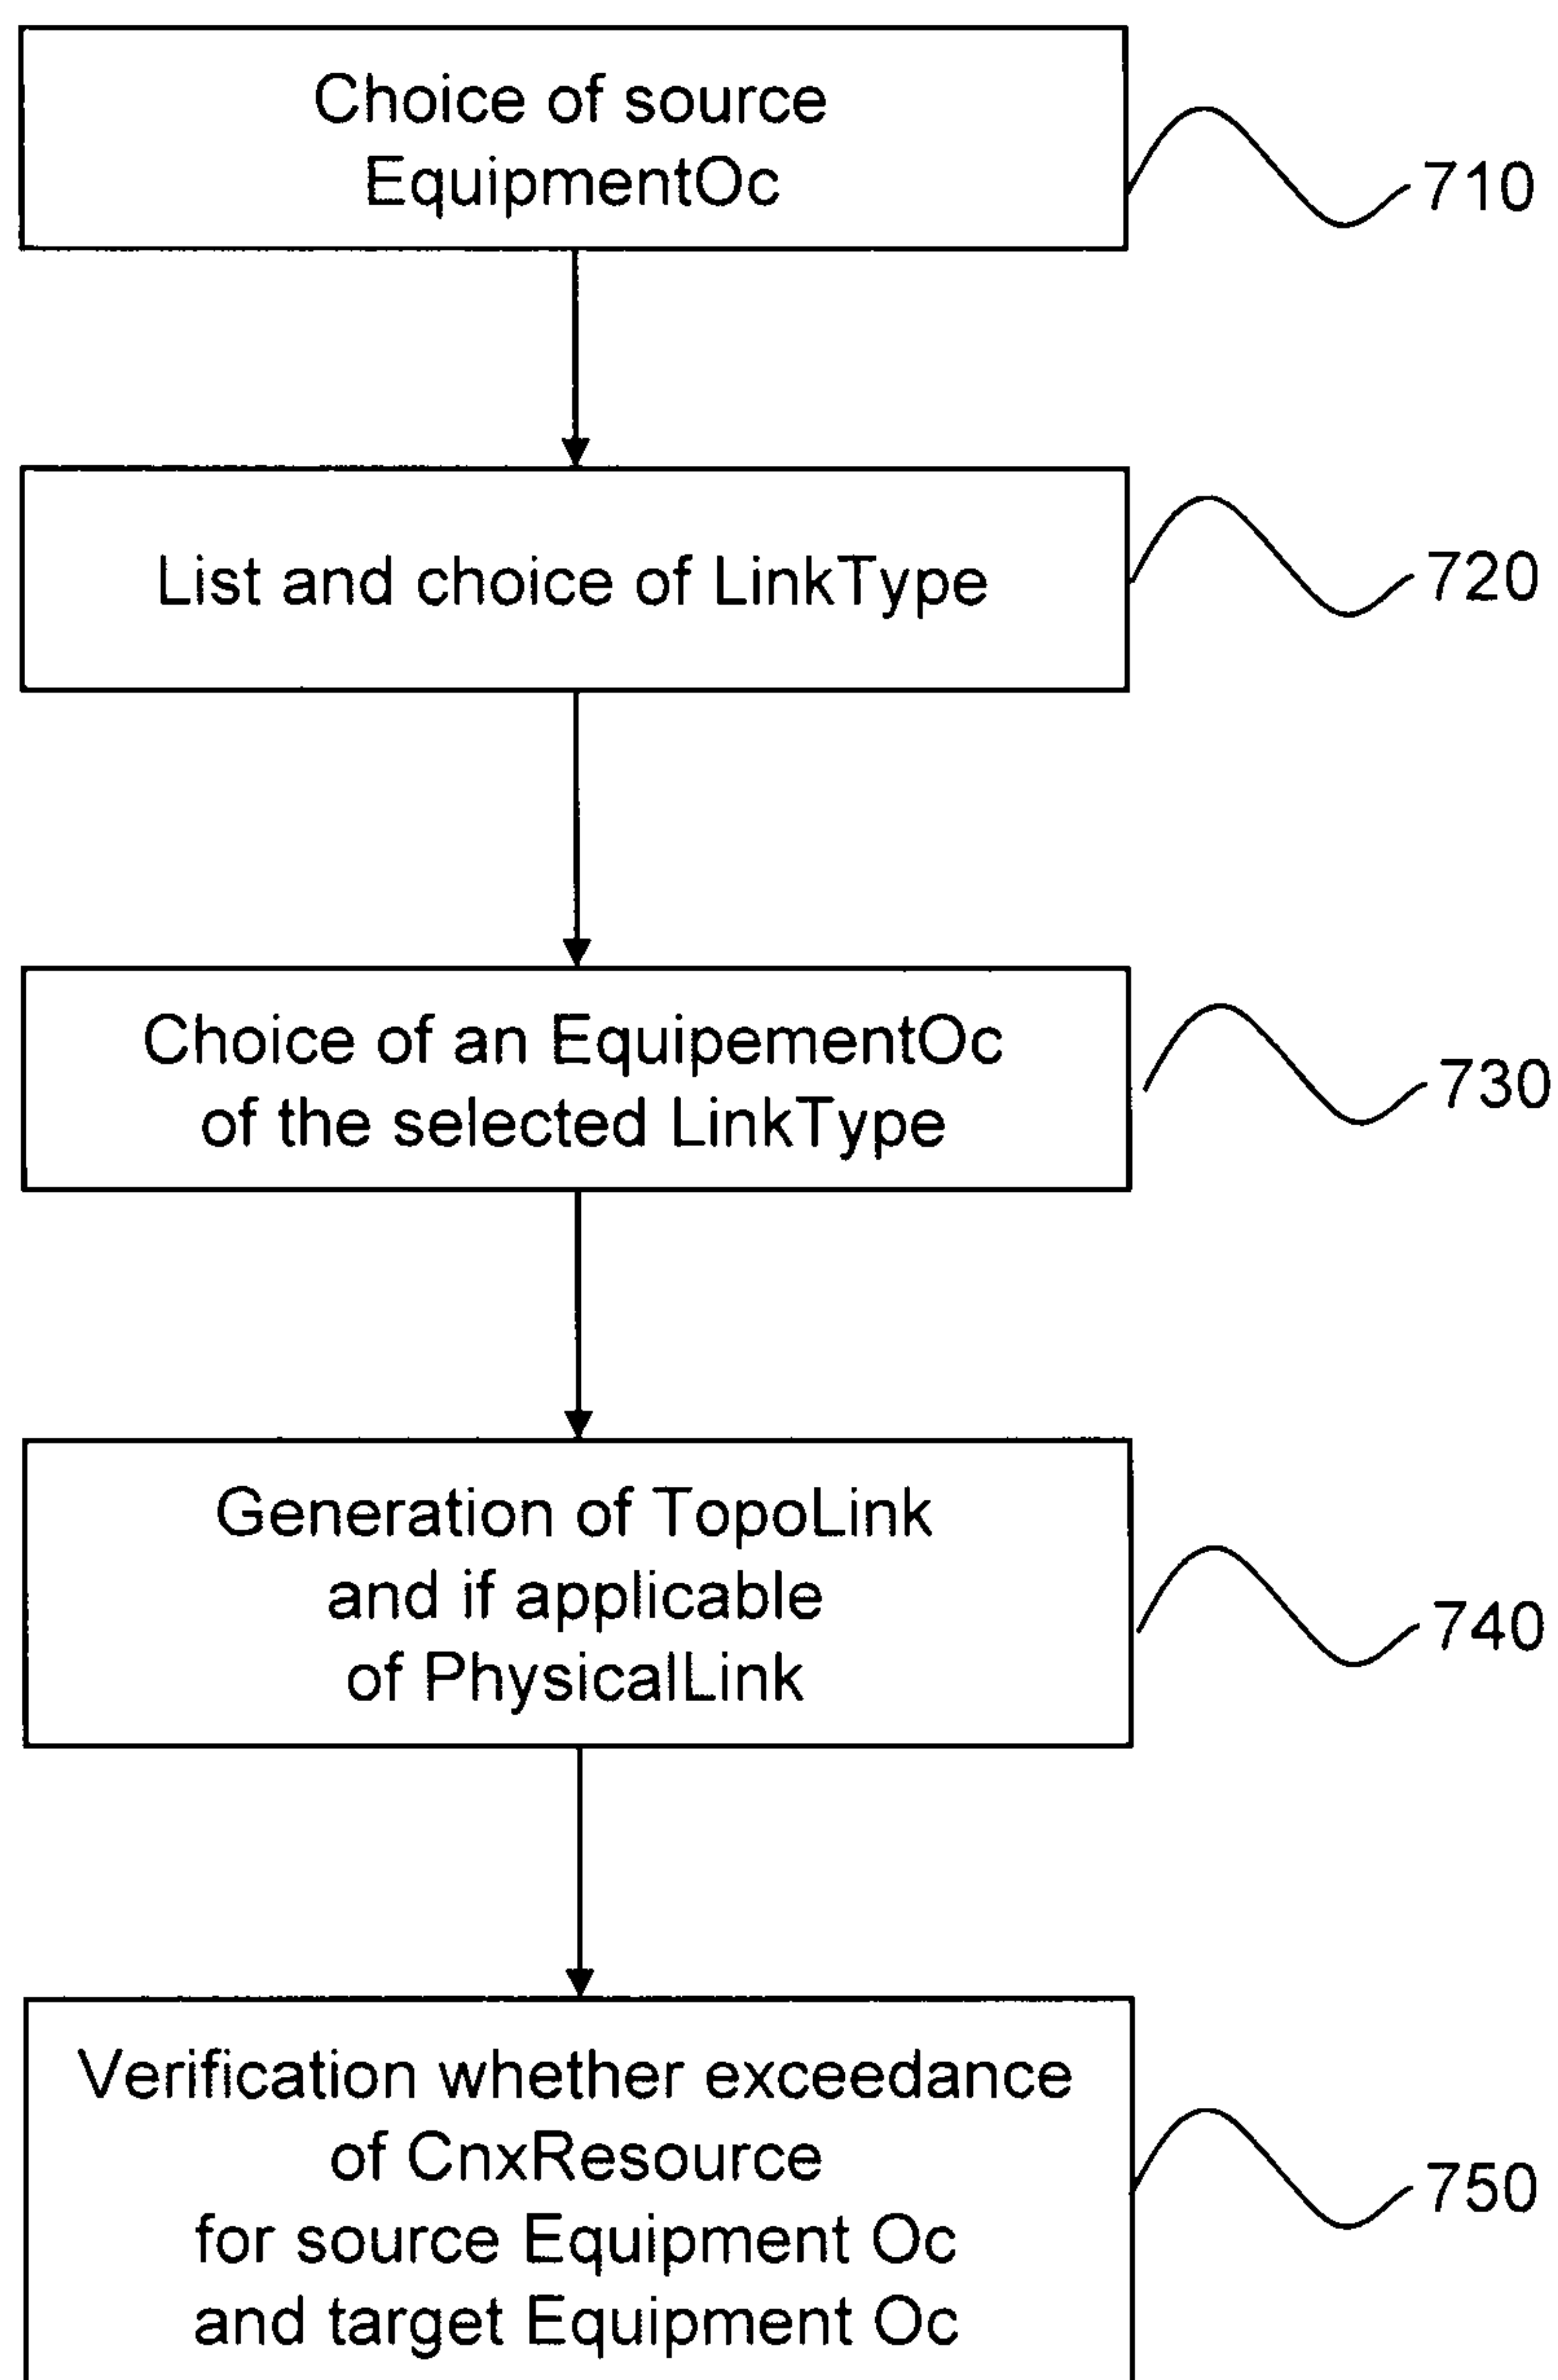 Choice of source
EquipmentOc
710
List and choice of LinkType
720
Choice of an EquipementOc
of the selected LinkType
730
Generation of TopoLink
and if applicable
of PhysicalLink
740
Verification whether exceedance
of CnxResource
for source Equipment Oc
and target Equipment Oc
750